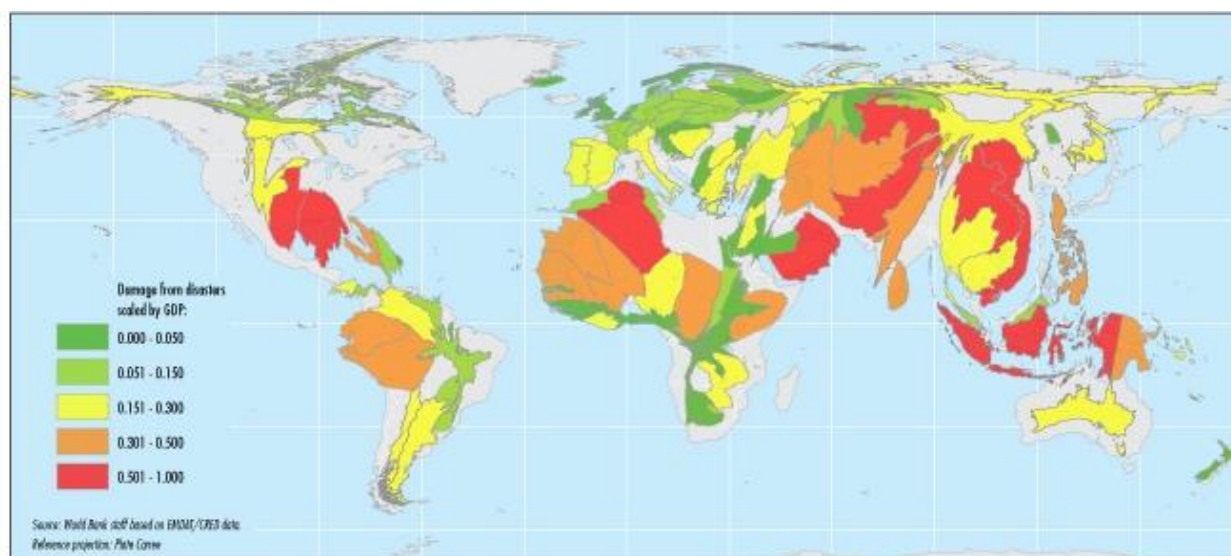 Damage from disasters
scaled by GDP:
0.000 - 0.050
0.051 - 0.150
0.151 - 0.300
0.301 - 0.500
0.501 - 1.000
Source: World Bank staff based on EMDAT/CRED data.
Reference projection: Plate Carree